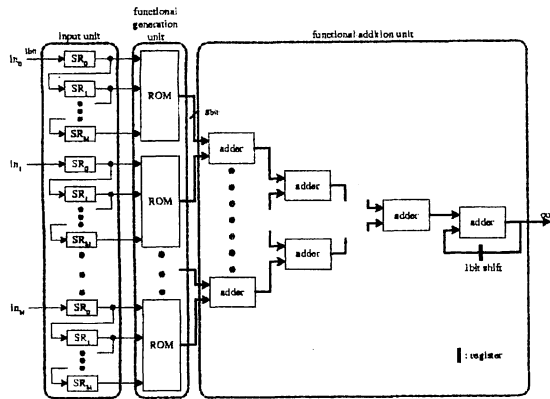 functional
generation
unit
input unit
functional addition unit
1bit
in0
SR0
SR1
SRM
ROM
8bit
in1
SR0
SR1
SRM
ROM
inN
SR0
SR1
SRM
ROM
adder
adder
adder
adder
adder
adder
1bit shift
: register